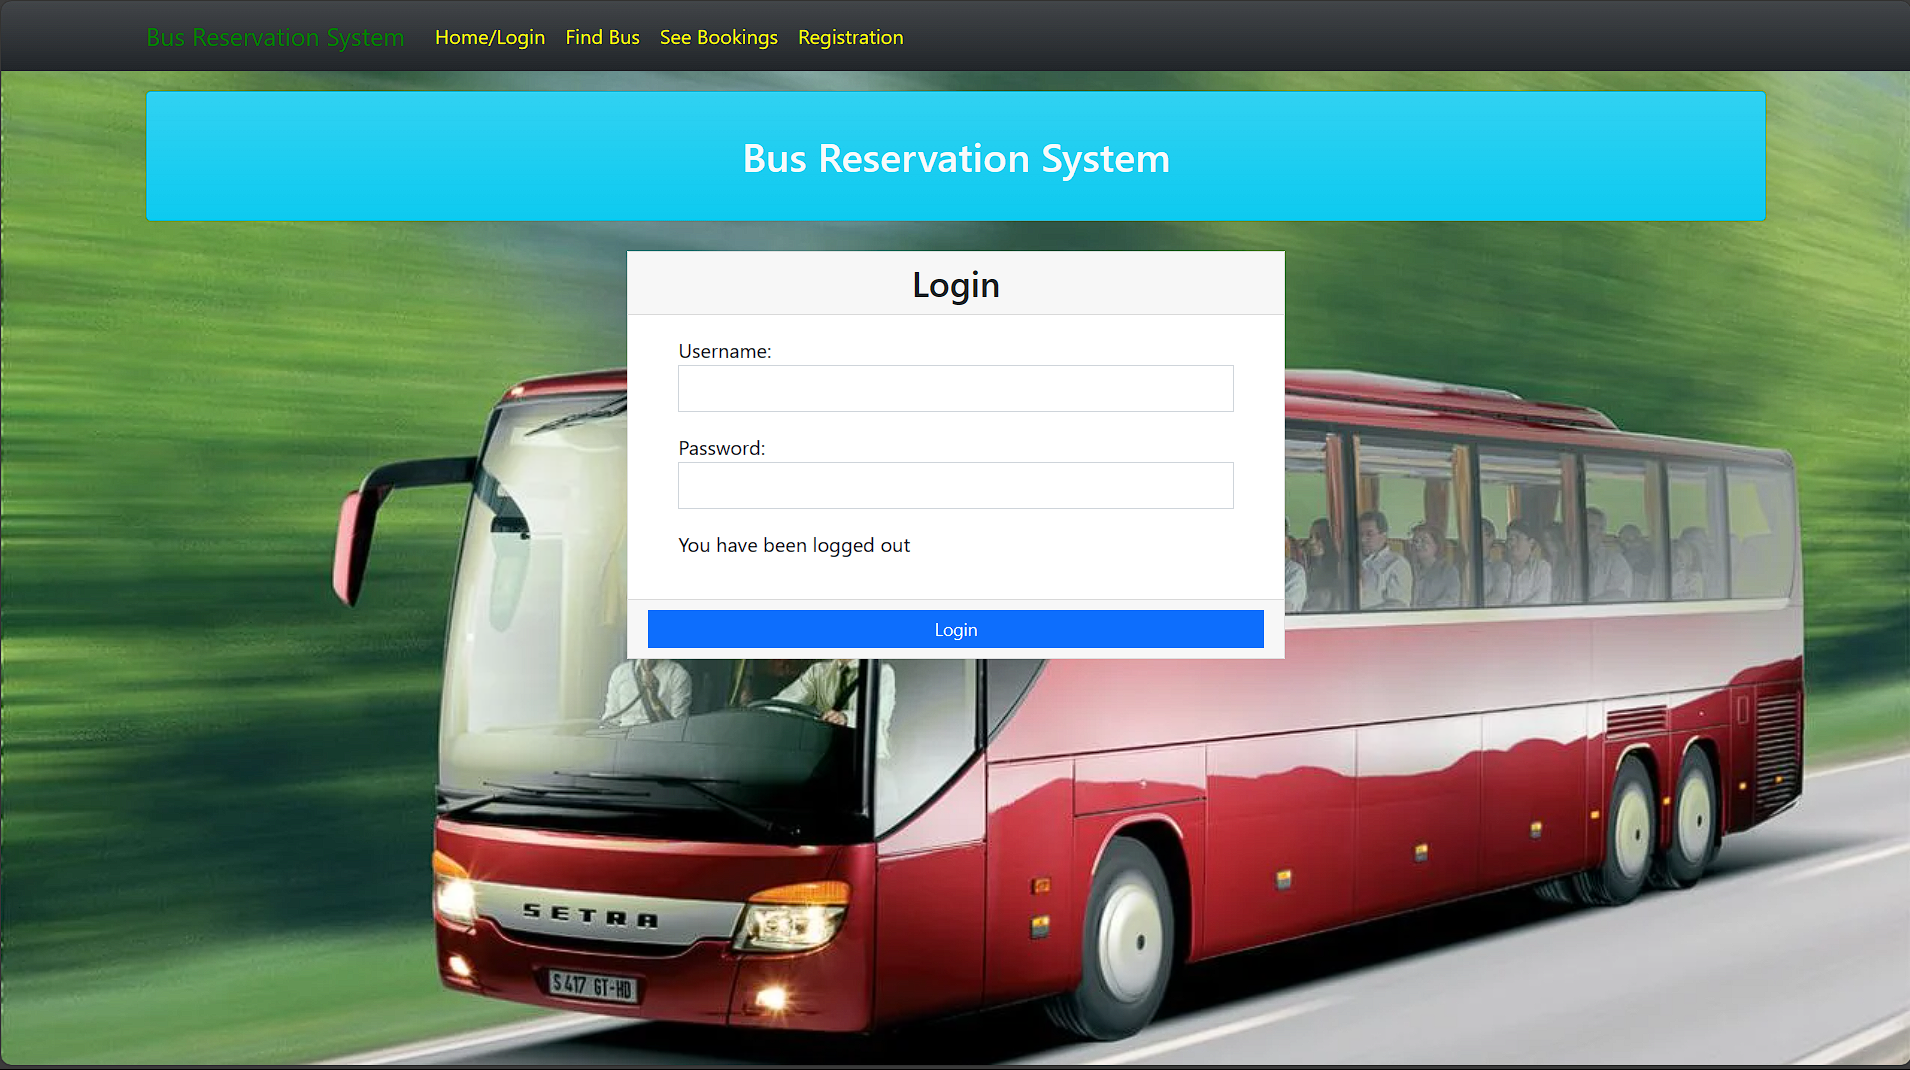 Bus Reservation System Home/Login Find Bus See Bookings Registration
Bus Reservation System
Login
Username:
Password:
You have been logged out
Login
SETRA
S 417 GT-HD